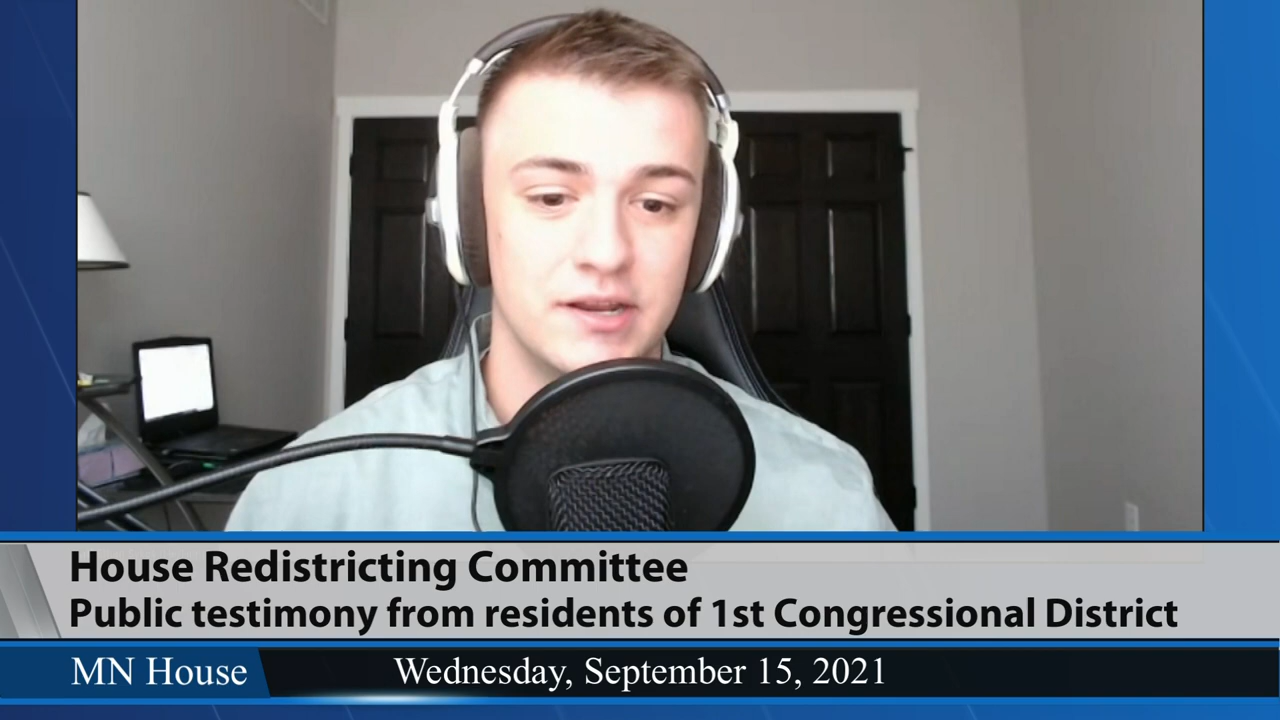 House Redistricting Committee
Public testimony from residents of 1st Congressional District
MN House
Wednesday, September 15, 2021